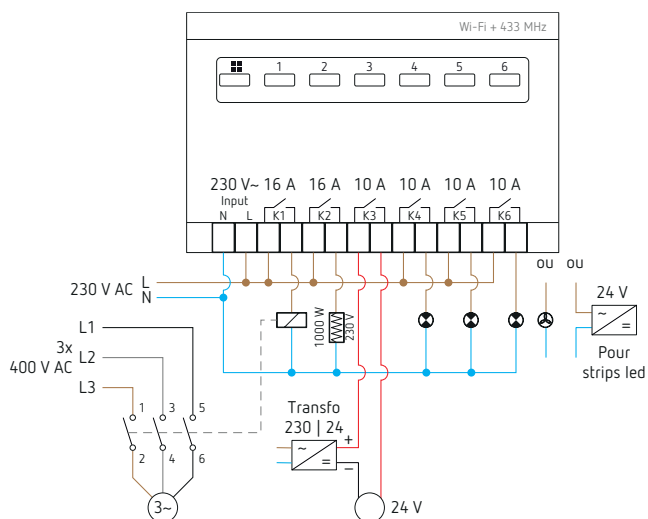 Wi-Fi + 433 MHz
1 2 3 4 5 6
230 V~ 16 A 16 A 10 A 10 A 10 A 10 A
Input
N L K1 K2 K3 K4 K5 K6
230 V AC L
N
ou ou
24 V
~
=
Pour
strips led
1000 W
230 V
L1
3x
400 V AC
L2
L3
1 3 5
2 4 6
3~
Transfo
230 | 24
~
=
+
–
24 V